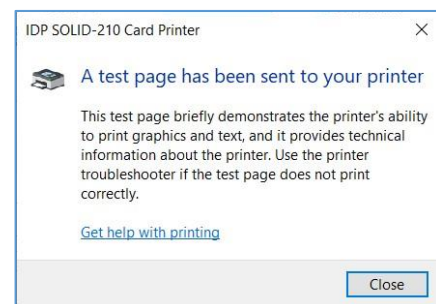 IDP SOLID-210 Card Printer
A test page has been sent to your printer
This test page briefly demonstrates the printer's ability
to print graphics and text, and it provides technical
information about the printer. Use the printer
troubleshooter if the test page does not print
correctly.
Get help with printing
Close